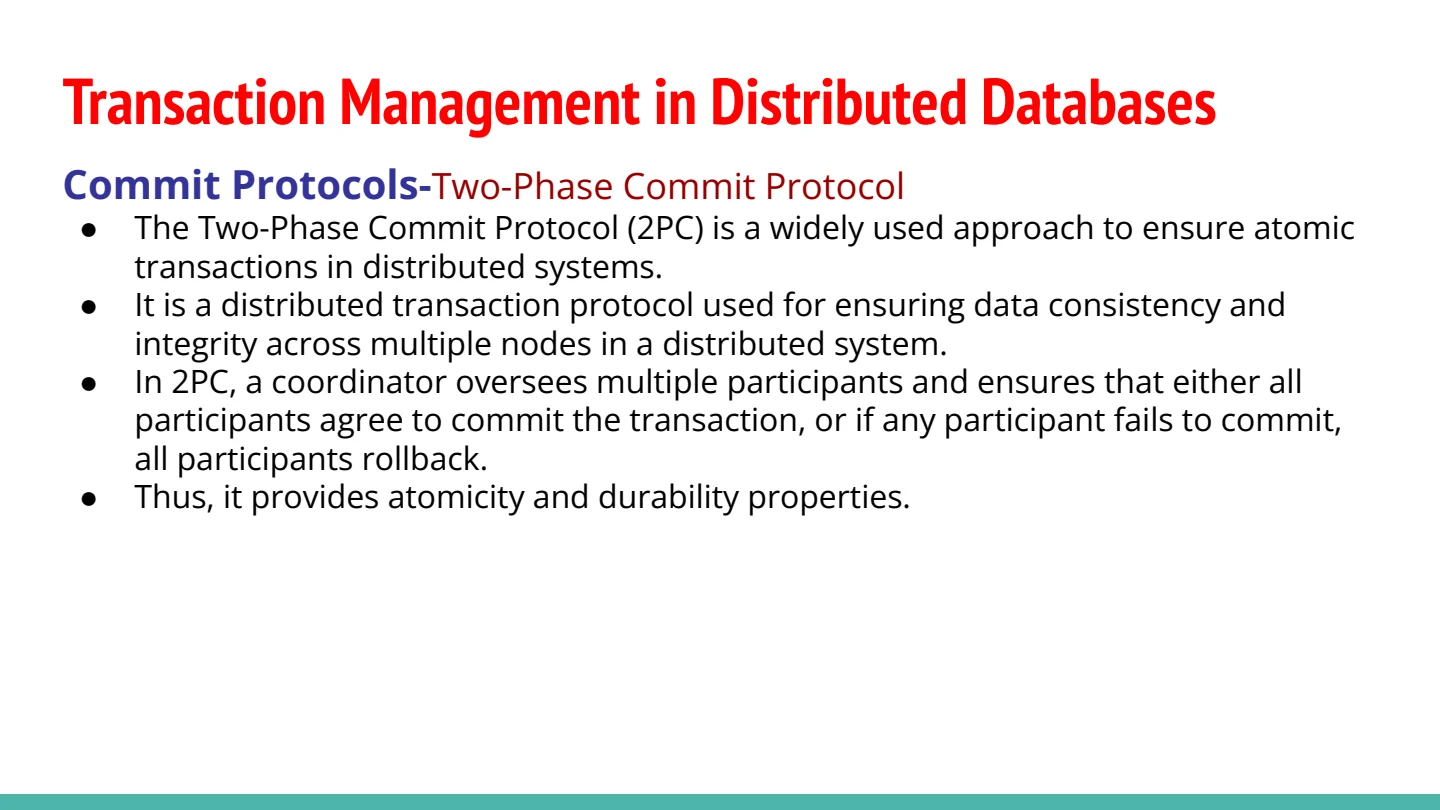 Transaction Management in Distributed Databases
Commit Protocols-Two-Phase Commit Protocol
● The Two-Phase Commit Protocol (2PC) is a widely used approach to ensure atomic
transactions in distributed systems.
● It is a distributed transaction protocol used for ensuring data consistency and
integrity across multiple nodes in a distributed system.
● In 2PC, a coordinator oversees multiple participants and ensures that either all
participants agree to commit the transaction, or if any participant fails to commit,
all participants rollback.
● Thus, it provides atomicity and durability properties.